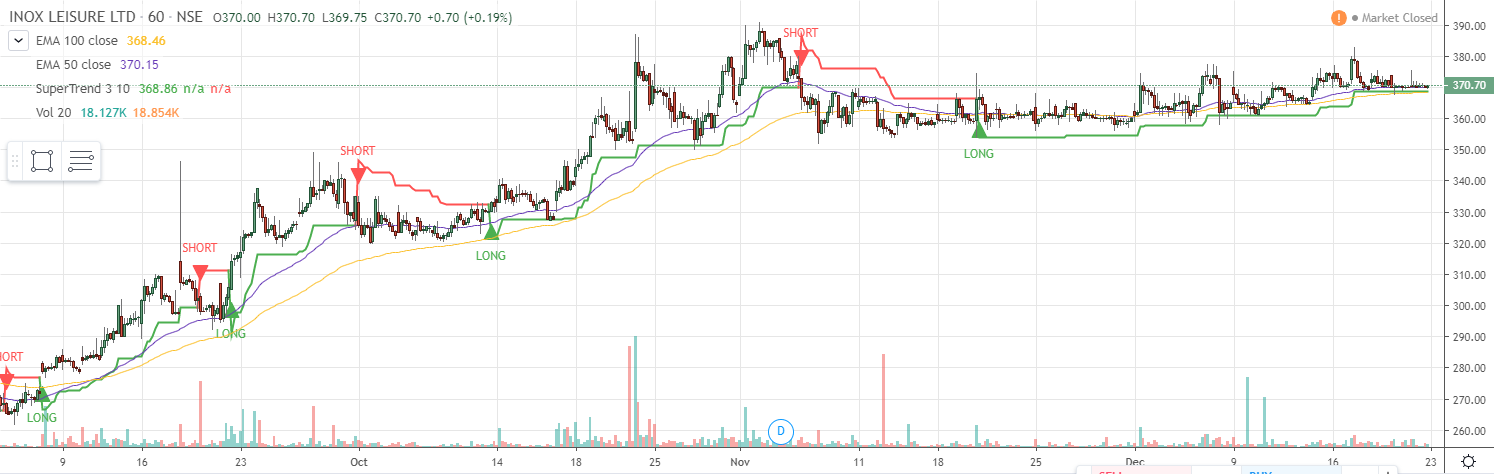 INOX LEISURE LTD · 60 · NSE O370.00 H370.70 L369.75 C370.70 +0.70 (+0.19%)
! Market Closed
EMA 100 close 368.46
EMA 50 close 370.15
SuperTrend 3 10 368.86 n/a n/a
Vol 20 18.127K 18.854K
390.00
SHORT
380.00
370.70
360.00
350.00
SHORT
LONG
340.00
330.00
320.00
SHORT
LONG
310.00
300.00
LONG
290.00
280.00
ORT
270.00
LONG
260.00
D
9 16 23 Oct 14 18 25 Nov 11 18 25 Dec 9 16 23